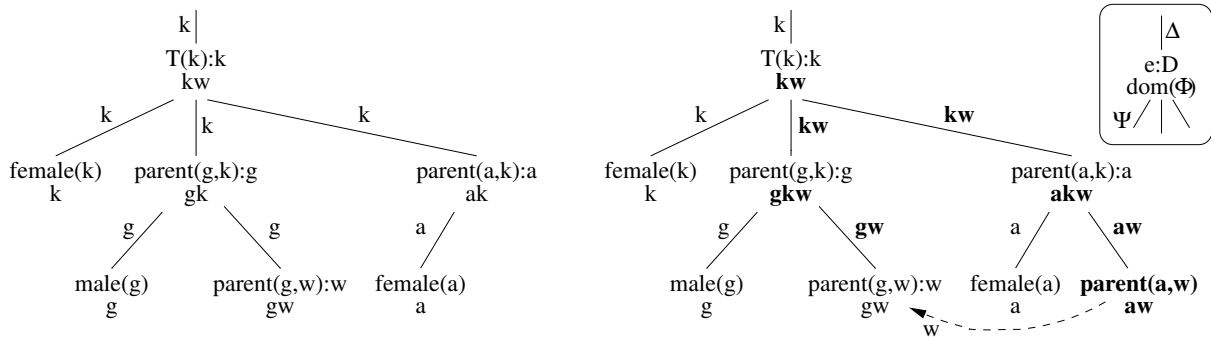 k
T(k):k
kw
k
k
k
female(k)
k
parent(g,k):g
gk
parent(a,k):a
ak
g
g
a
male(g)
g
parent(g,w):w
gw
female(a)
a
k
T(k):k
kw
k
kw
kw
female(k)
k
parent(g,k):g
gkw
parent(a,k):a
akw
g
gw
a
aw
male(g)
g
parent(g,w):w
gw
female(a)
a
parent(a,w)
aw
w
Δ
e:D
dom(Φ)
Ψ